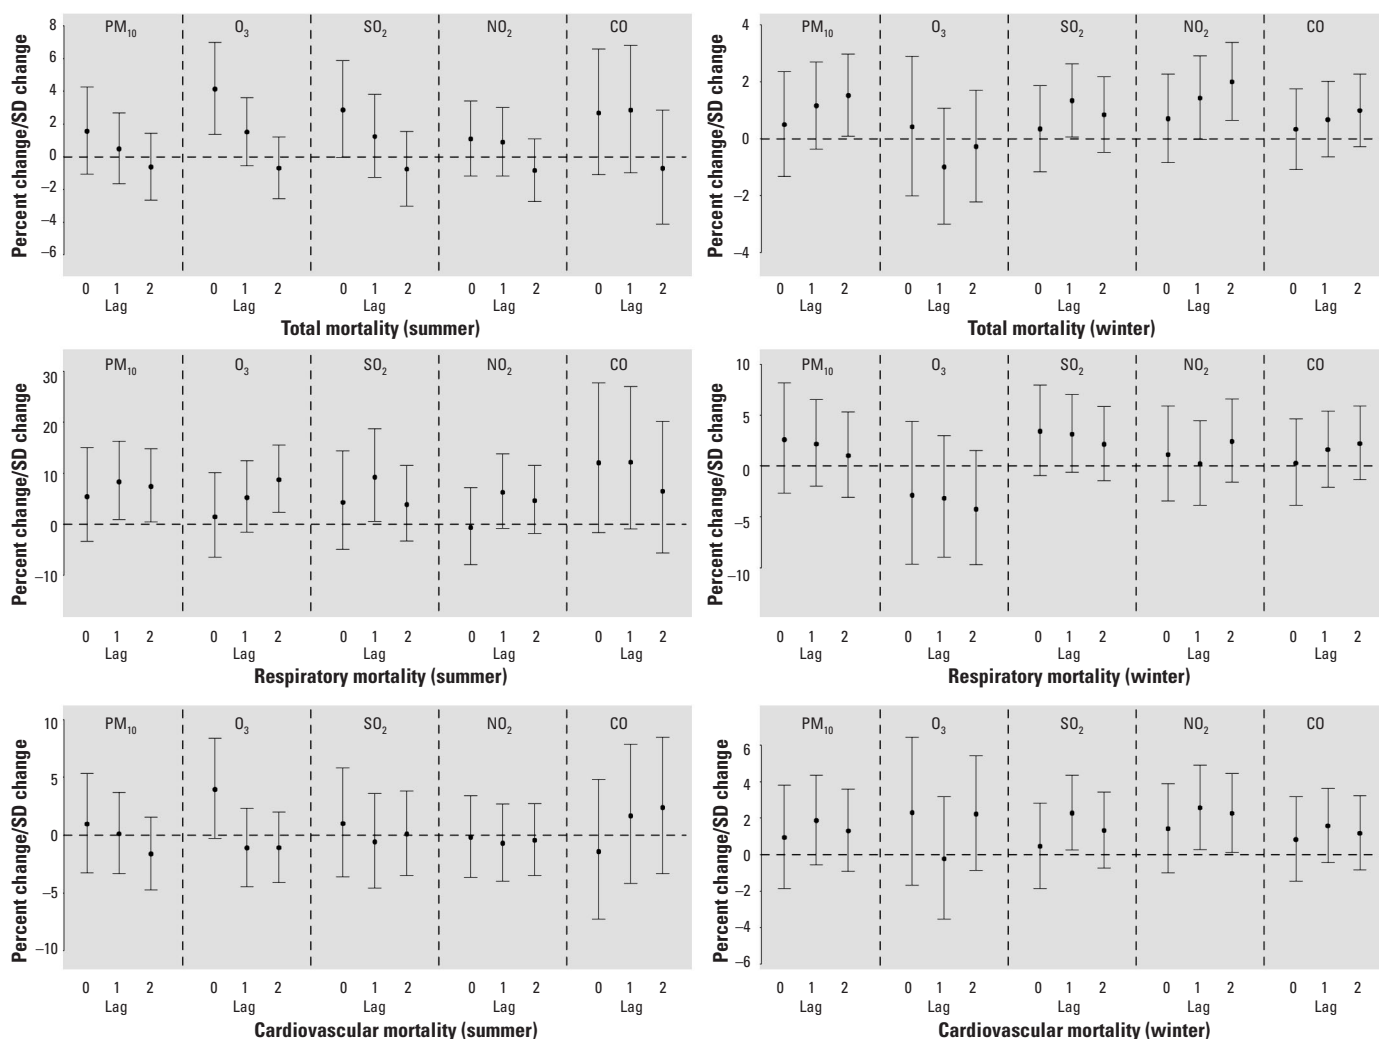 Percent change/SD change
8
6
4
2
0
−2
−4
−6
PM10 O3 SO2 NO2 CO
0 1 2 0 1 2 0 1 2 0 1 2 0 1 2
Lag Lag Lag Lag Lag
Total mortality (summer)
Percent change/SD change
4
2
0
−2
−4
PM10 O3 SO2 NO2 CO
0 1 2 0 1 2 0 1 2 0 1 2 0 1 2
Lag Lag Lag Lag Lag
Total mortality (winter)
Percent change/SD change
30
20
10
0
−10
PM10 O3 SO2 NO2 CO
0 1 2 0 1 2 0 1 2 0 1 2 0 1 2
Lag Lag Lag Lag Lag
Respiratory mortality (summer)
Percent change/SD change
10
5
0
−5
−10
PM10 O3 SO2 NO2 CO
0 1 2 0 1 2 0 1 2 0 1 2 0 1 2
Lag Lag Lag Lag Lag
Respiratory mortality (winter)
Percent change/SD change
10
5
0
−5
−10
PM10 O3 SO2 NO2 CO
0 1 2 0 1 2 0 1 2 0 1 2 0 1 2
Lag Lag Lag Lag Lag
Cardiovascular mortality (summer)
Percent change/SD change
6
4
2
0
−2
−4
−6
PM10 O3 SO2 NO2 CO
0 1 2 0 1 2 0 1 2 0 1 2 0 1 2
Lag Lag Lag Lag Lag
Cardiovascular mortality (winter)